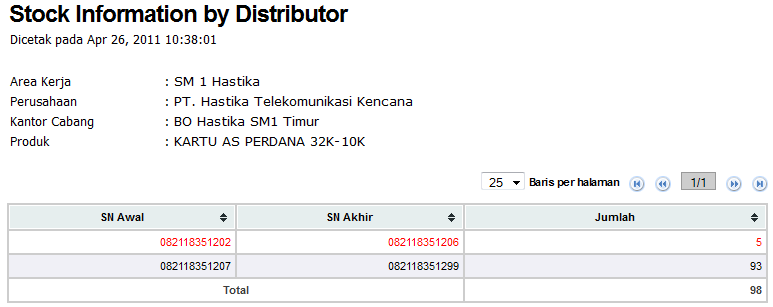 Stock Information by Distributor
Dicetak pada Apr 26, 2011 10:38:01
Area Kerja : SM 1 Hastika
Perusahaan : PT. Hastika Telekomunikasi Kencana
Kantor Cabang : BO Hastika SM1 Timur
Produk : KARTU AS PERDANA 32K-10K
25 Baris per halaman 1/1
SN Awal SN Akhir Jumlah
082118351202 082118351206 5
082118351207 082118351299 93
Total 98